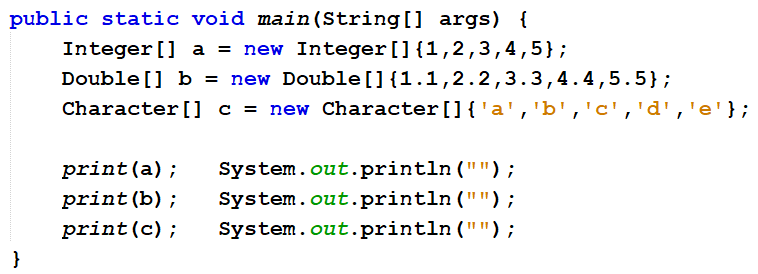 public static void main(String[] args) {
    Integer[] a = new Integer[]{1,2,3,4,5};
    Double[] b = new Double[]{1.1,2.2,3.3,4.4,5.5};
    Character[] c = new Character[]{'a','b','c','d','e'};

    print(a);   System.out.println("");
    print(b);   System.out.println("");
    print(c);   System.out.println("");
}